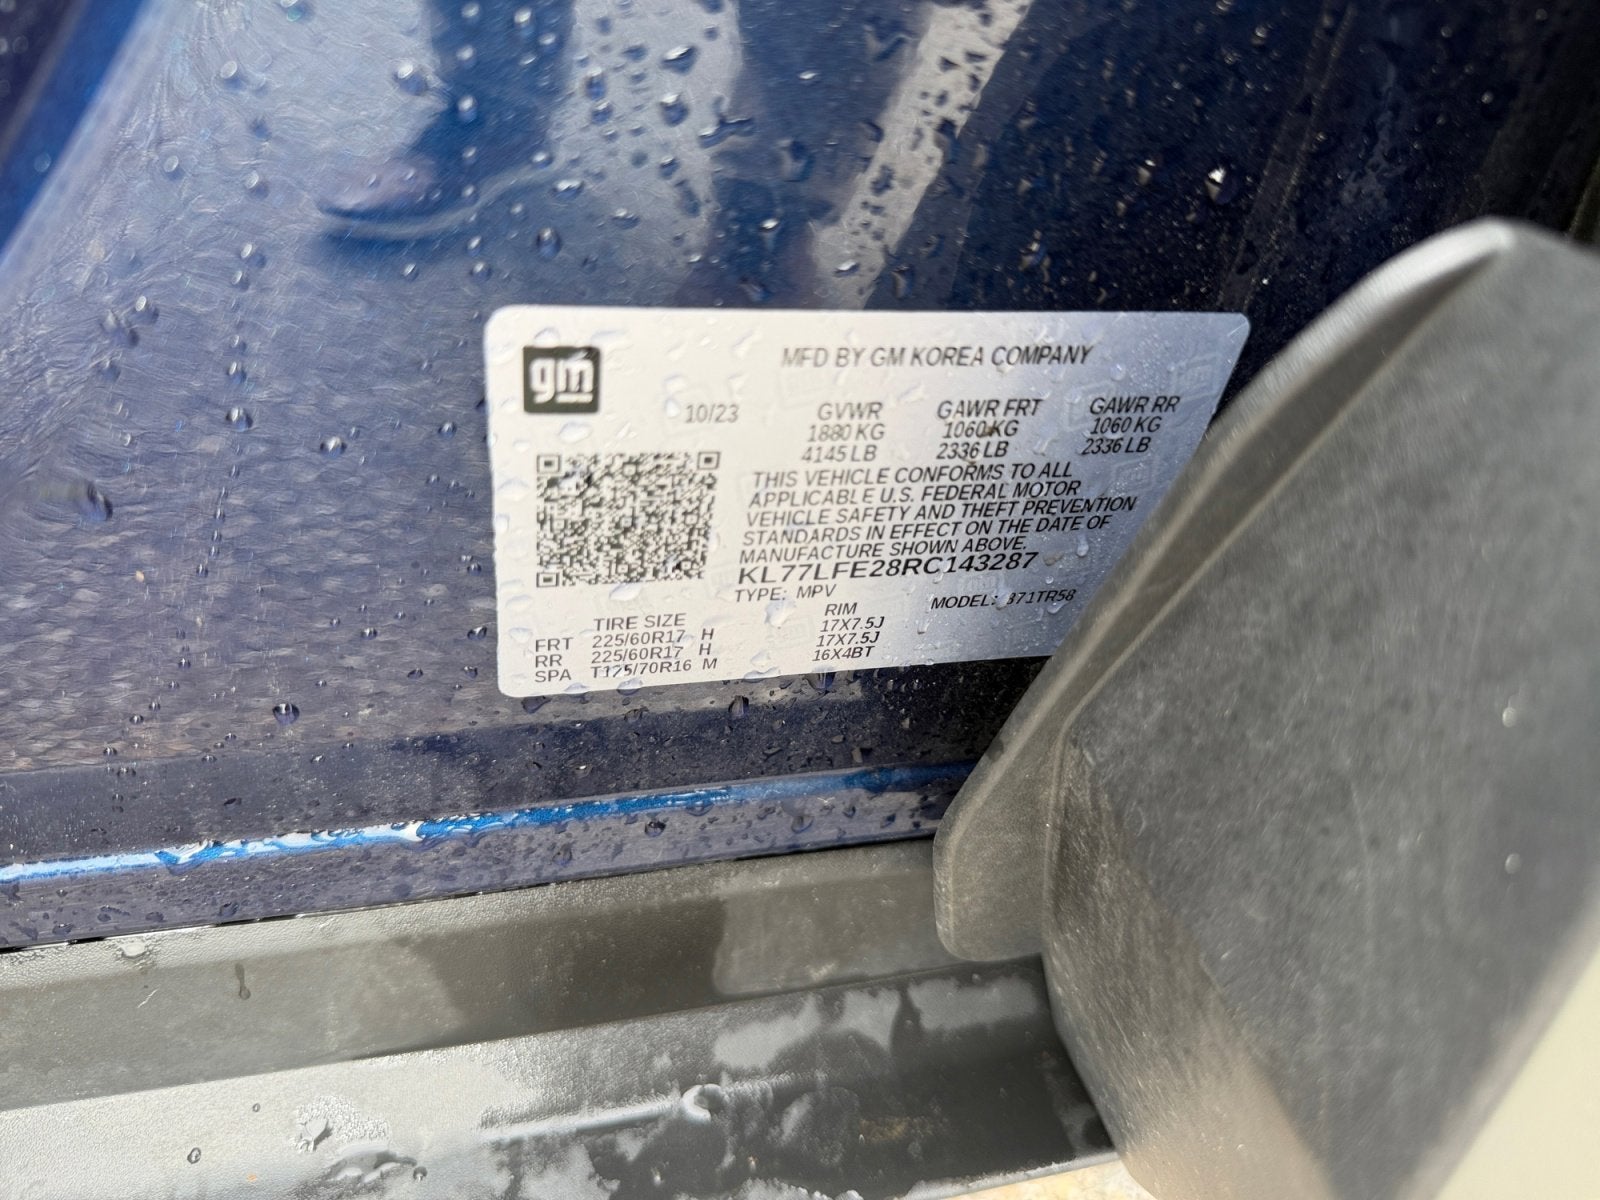 gm
MFD BY GM KOREA COMPANY
10/23 GVWR GAWR FRT GAWR RR
1880 KG 1060 KG 1060 KG
4145 LB 2336 LB 2336 LB
THIS VEHICLE CONFORMS TO ALL
APPLICABLE U.S. FEDERAL MOTOR
VEHICLE SAFETY AND THEFT PREVENTION
STANDARDS IN EFFECT ON THE DATE OF
MANUFACTURE SHOWN ABOVE.
KL77LFE28RC143287
TYPE: MPV MODEL:
TIRE SIZE RIM
FRT 225/60R17 H 17X7.5J
RR 225/60R17 H 17X7.5J
SPA T125/70R16 M 16X4BT